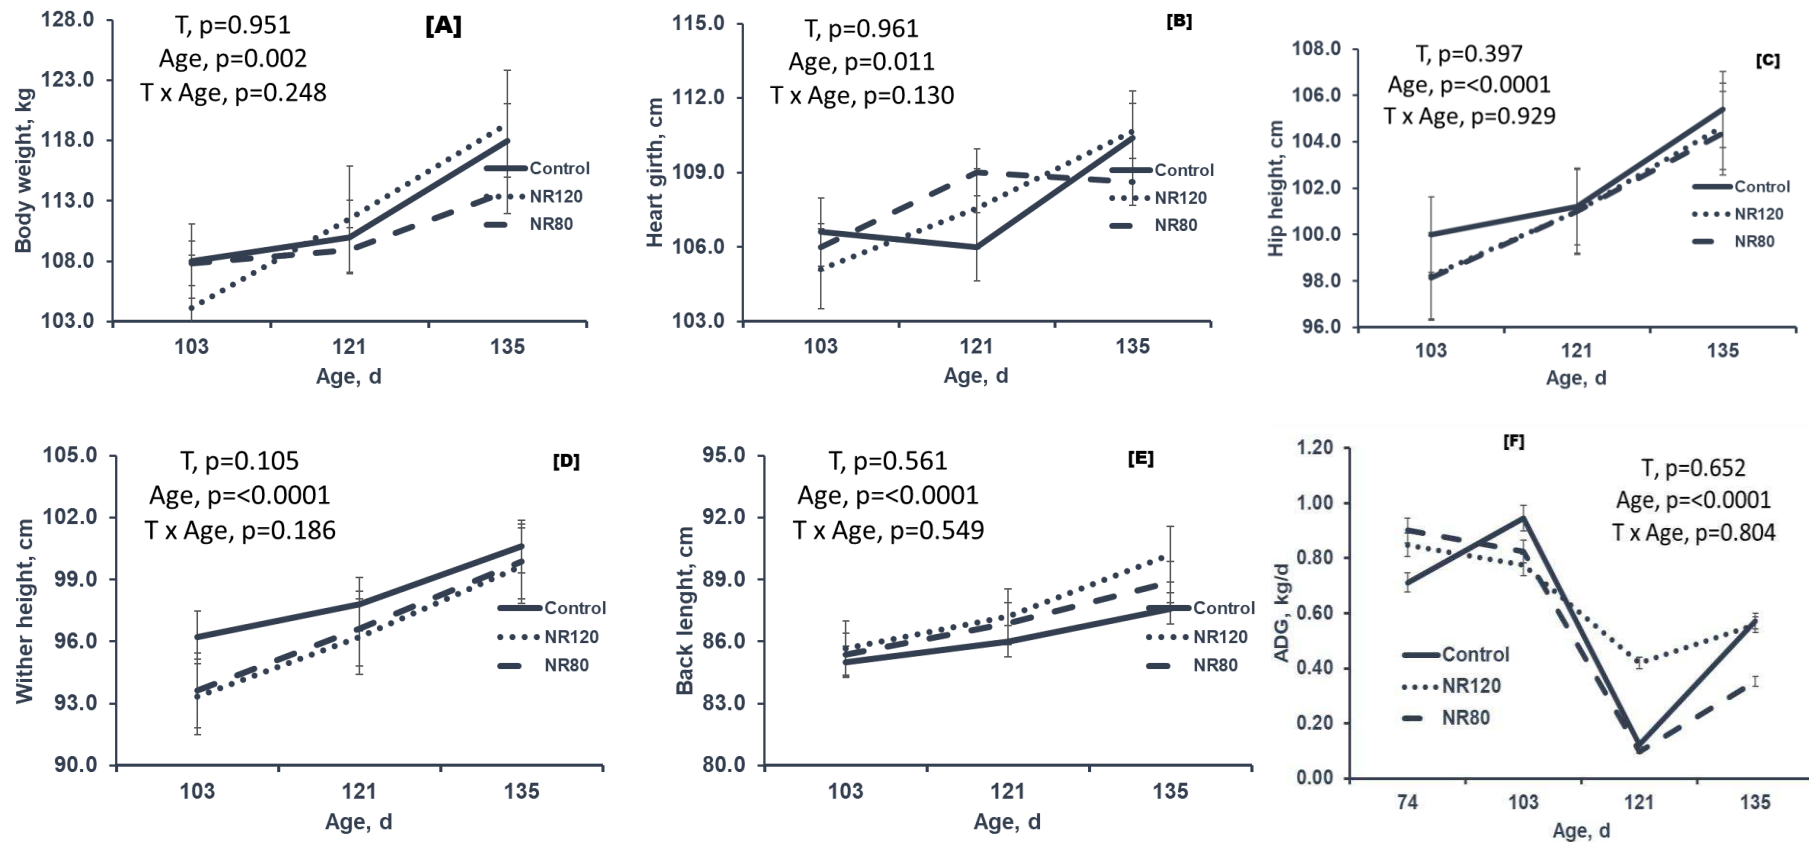 [A]
T, p=0.951
Age, p=0.002
T x Age, p=0.248
Body weight, kg
128.0
123.0
118.0
113.0
108.0
103.0
Control
NR120
NR80
103 121 135
Age, d
[B]
T, p=0.961
Age, p=0.011
T x Age, p=0.130
Heart girth, cm
115.0
112.0
109.0
106.0
103.0
Control
NR120
NR80
103 121 135
Age, d
[C]
T, p=0.397
Age, p=<0.0001
T x Age, p=0.929
Hip height, cm
108.0
106.0
104.0
102.0
100.0
98.0
96.0
Control
NR120
NR80
103 121 135
Age, d
[D]
T, p=0.105
Age, p=<0.0001
T x Age, p=0.186
Wither height, cm
105.0
102.0
99.0
96.0
93.0
90.0
Control
NR120
NR80
103 121 135
Age, d
[E]
T, p=0.561
Age, p=<0.0001
T x Age, p=0.549
Back lenght, cm
95.0
92.0
89.0
86.0
83.0
80.0
Control
NR120
NR80
103 121 135
Age, d
[F]
T, p=0.652
Age, p=<0.0001
T x Age, p=0.804
ADG, kg/d
1.20
1.00
0.80
0.60
0.40
0.20
0.00
Control
NR120
NR80
74 103 121 135
Age, d